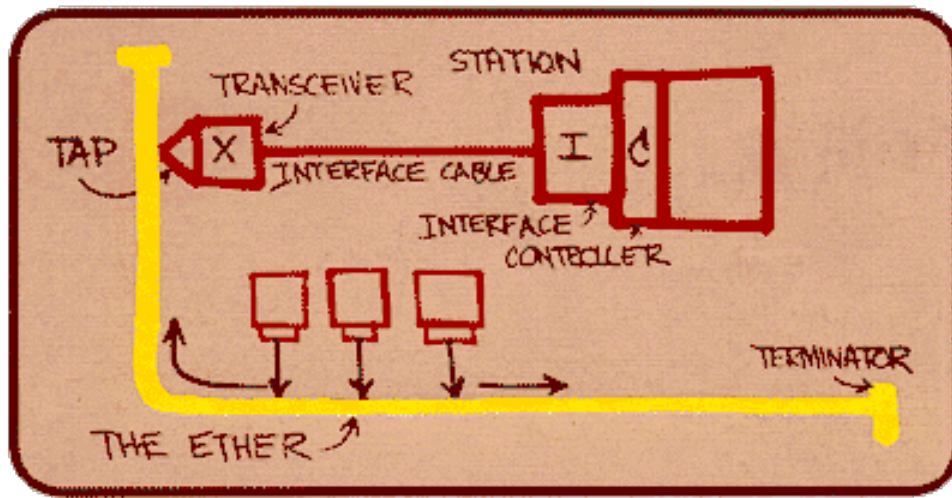 STATION
TRANSCEIVER
TAP
X
I
C
INTERFACE CABLE
INTERFACE
CONTROLLER
TERMINATOR
THE ETHER